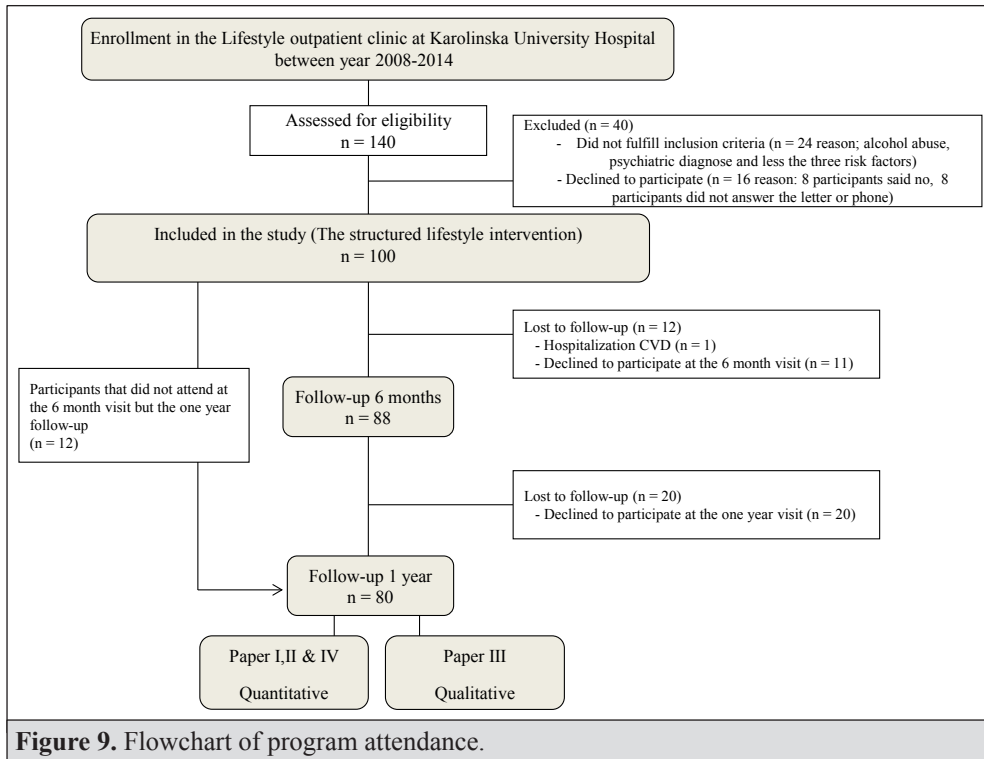 Enrollment in the Lifestyle outpatient clinic at Karolinska University Hospital
between year 2008-2014
Assessed for eligibility
n = 140
Excluded (n = 40)
- Did not fulfill inclusion criteria (n = 24 reason; alcohol abuse,
psychiatric diagnose and less the three risk factors)
- Declined to participate (n = 16 reason: 8 participants said no, 8
participants did not answer the letter or phone)
Included in the study (The structured lifestyle intervention)
n = 100
Lost to follow-up (n = 12)
- Hospitalization CVD (n = 1)
- Declined to participate at the 6 month visit (n = 11)
Participants that did not attend at
the 6 month visit but the one year
follow-up
(n = 12)
Follow-up 6 months
n = 88
Lost to follow-up (n = 20)
- Declined to participate at the one year visit (n = 20)
Follow-up 1 year
n = 80
Paper I,II & IV
Quantitative
Paper III
Qualitative
Figure 9. Flowchart of program attendance.